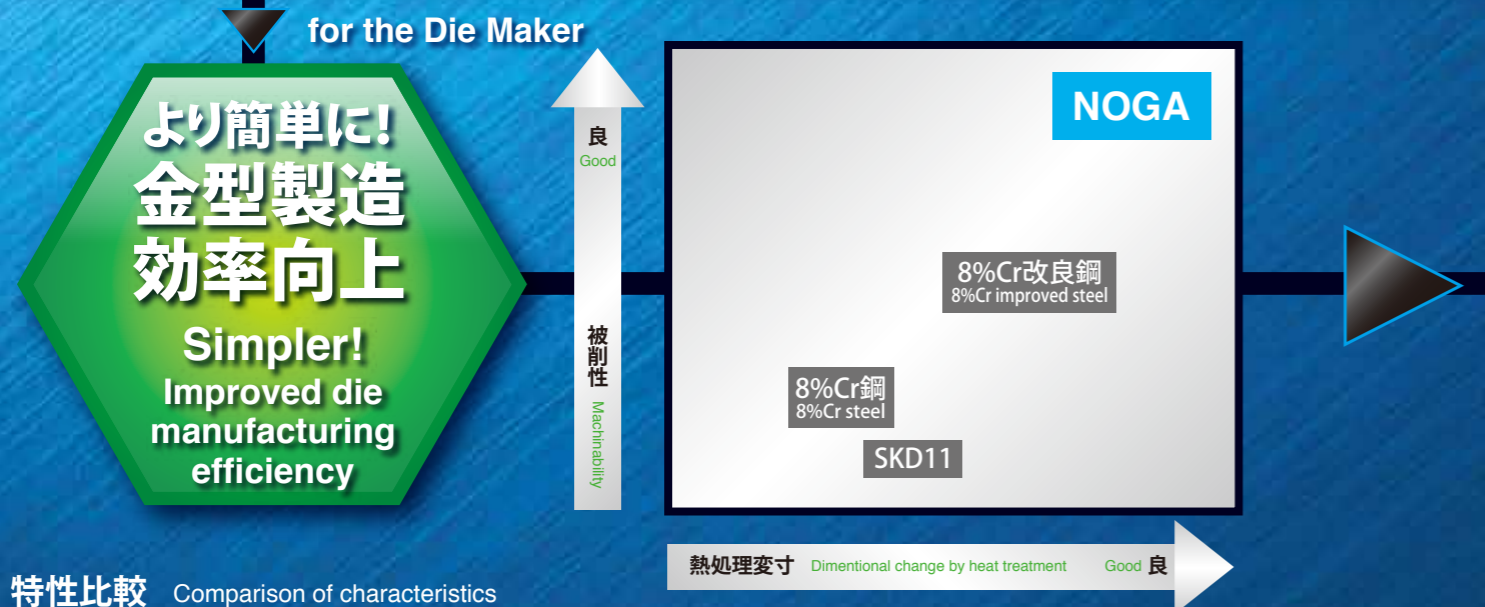 for the Die Maker
より簡単に!
金型製造
効率向上
Simpler!
Improved die
manufacturing
efficiency
良
Good
被削性
Machinability
NOGA
8%Cr改良鋼
8%Cr improved steel
8%Cr鋼
8%Cr steel
SKD11
熱処理変寸 Dimentional change by heat treatment Good 良
特性比較 Comparison of characteristics